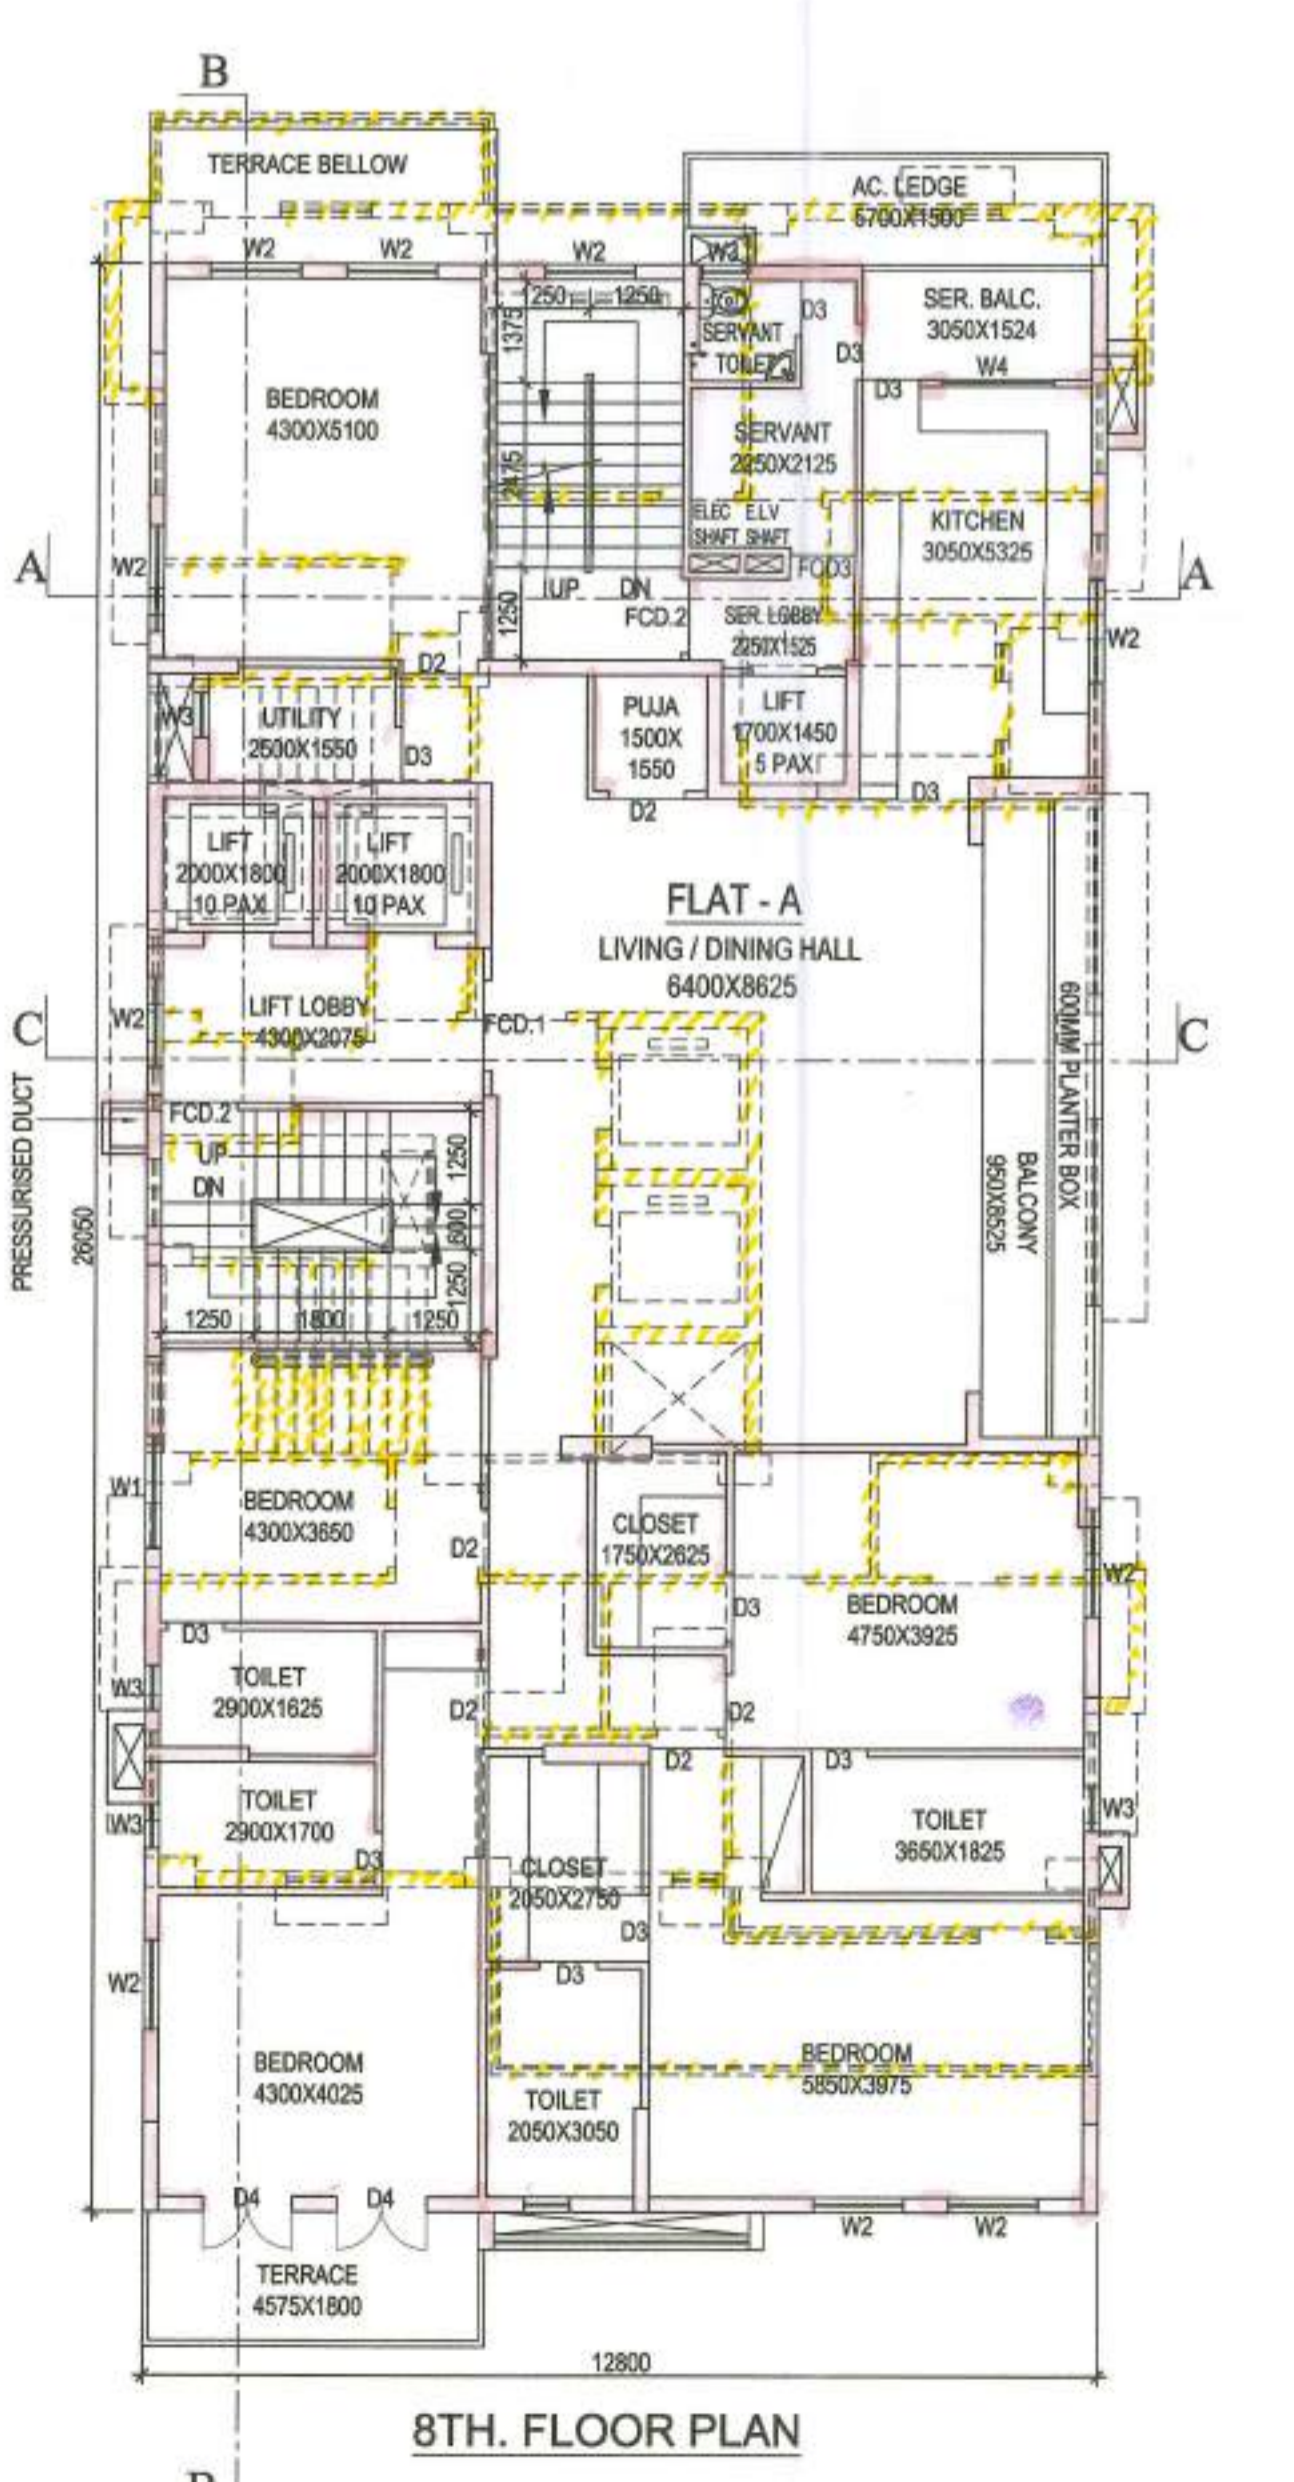 B
TERRACE BELLOW
AC. LEDGE
5700X1500
W2
W2
W2
W3
1250
1250
1375
SERVANT
TOILET
D3
D3
SER. BALC.
3050X1524
W4
D3
BEDROOM
4300X5100
2475
SERVANT
2250X2125
ELEC
SHAFT
E.L.V
SHAFT
KITCHEN
3050X5325
A
W2
A
UP
DN
1250
FCD.2
SER. LOBBY
2250X1525
W2
D2
W3
UTILITY
2500X1550
D3
PUJA
1500X
1550
D2
LIFT
1700X1450
5 PAX
D3
LIFT
2000X1800
10 PAX
LIFT
2000X1800
10 PAX
FLAT - A
LIVING / DINING HALL
6400X8625
C
W2
LIFT LOBBY
4300X2075
FCD.1
C
600MM PLANTER BOX
BALCONY
950X8525
PRESSURISED DUCT
FCD.2
UP
DN
1250
600
1250
26050
1250
1800
1250
W1
BEDROOM
4300X3650
D2
CLOSET
1750X2625
D3
BEDROOM
4750X3925
W2
D3
TOILET
2900X1625
W3
D2
D2
D2
D3
TOILET
2900X1700
W3
D3
CLOSET
2050X2750
D3
TOILET
3650X1825
W3
D3
W2
BEDROOM
4300X4025
TOILET
2050X3050
BEDROOM
5850X3975
D4
D4
W2
W2
TERRACE
4575X1800
12800
8TH. FLOOR PLAN